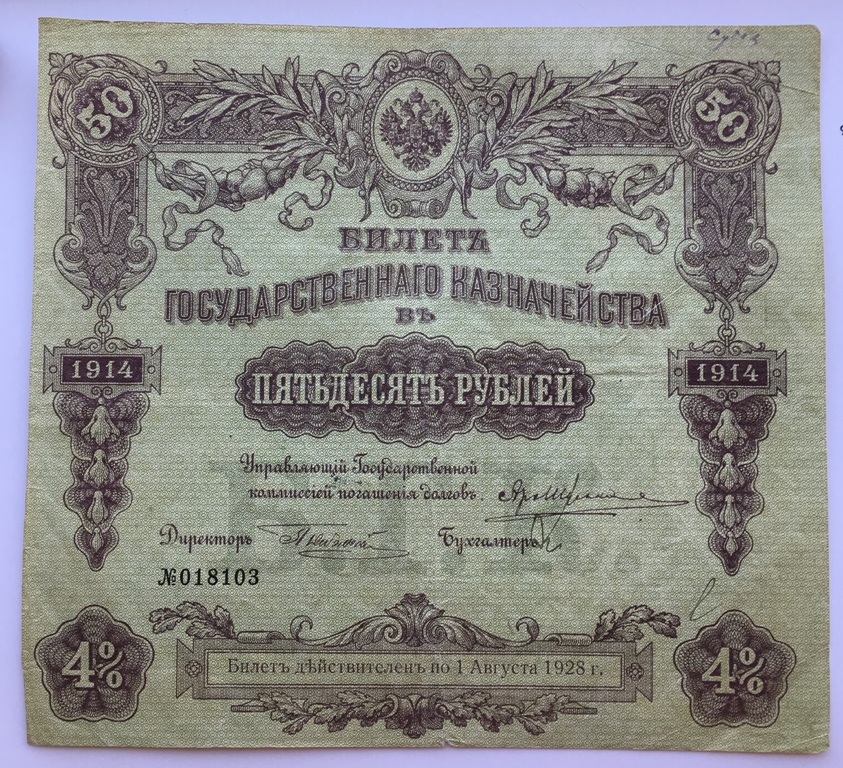 50 50
БИЛЕТЪ
ГОСУДАРСТВЕННАГО КАЗНАЧЕЙСТВА
ВЪ
1914 1914
ПЯТЬДЕСЯТЪ РУБЛЕЙ
Управляющій Государственной
коммиссіей погашенія долговъ.
Директоръ Бухгалтеръ
№018103
4% 4%
Билетъ дѣйствителенъ по 1 Августа 1928 г.